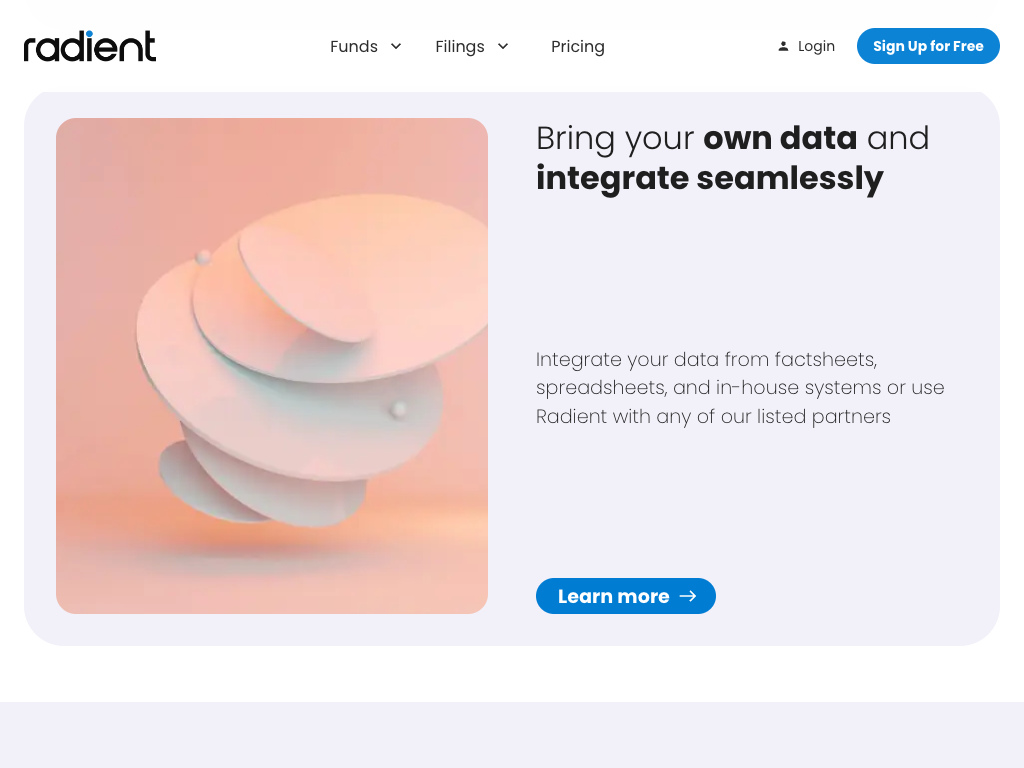 radient
Funds
Filings
Pricing
Login
Sign Up for Free
Bring your own data and
integrate seamlessly
Integrate your data from factsheets,
spreadsheets, and in-house systems or use
Radient with any of our listed partners
Learn more